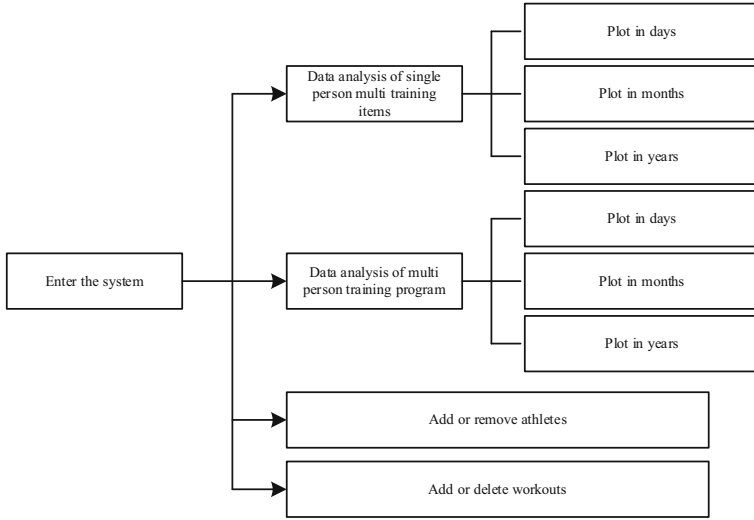 Enter the system
Data analysis of single
person multi training
items
Plot in days
Plot in months
Plot in years
Data analysis of multi
person training program
Plot in days
Plot in months
Plot in years
Add or remove athletes
Add or delete workouts